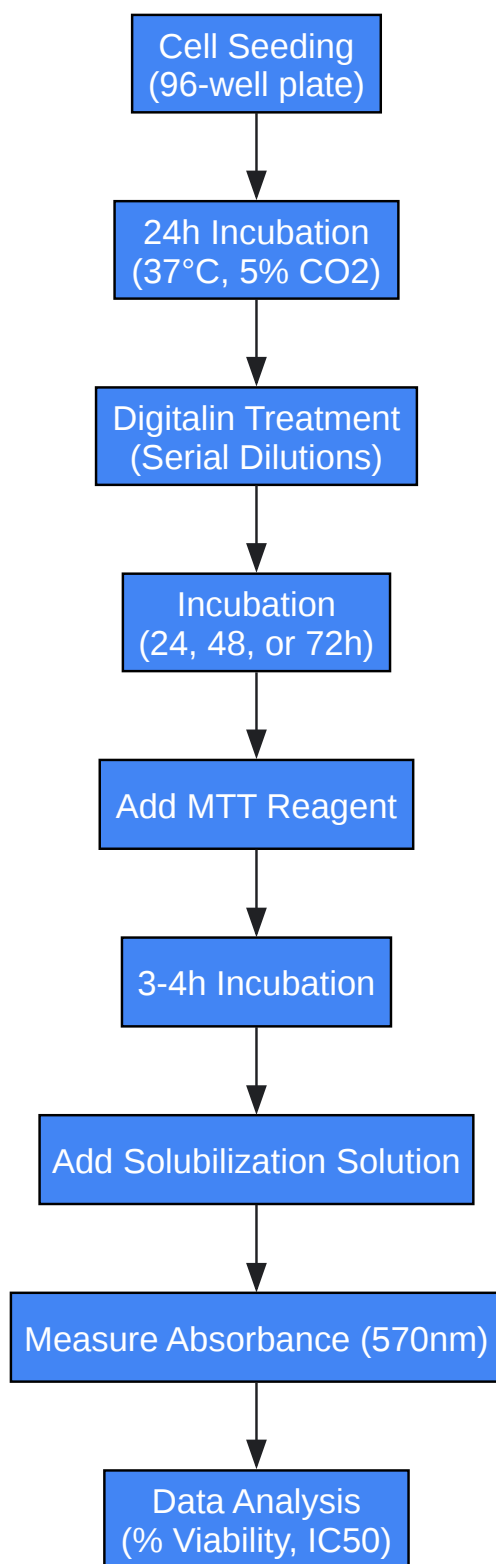 Cell Seeding
(96-well plate)
24h Incubation
(37°C, 5% CO2)
Digitalin Treatment
(Serial Dilutions)
Incubation
(24, 48, or 72h)
Add MTT Reagent
3-4h Incubation
Add Solubilization Solution
Measure Absorbance (570nm)
Data Analysis
(% Viability, IC50)